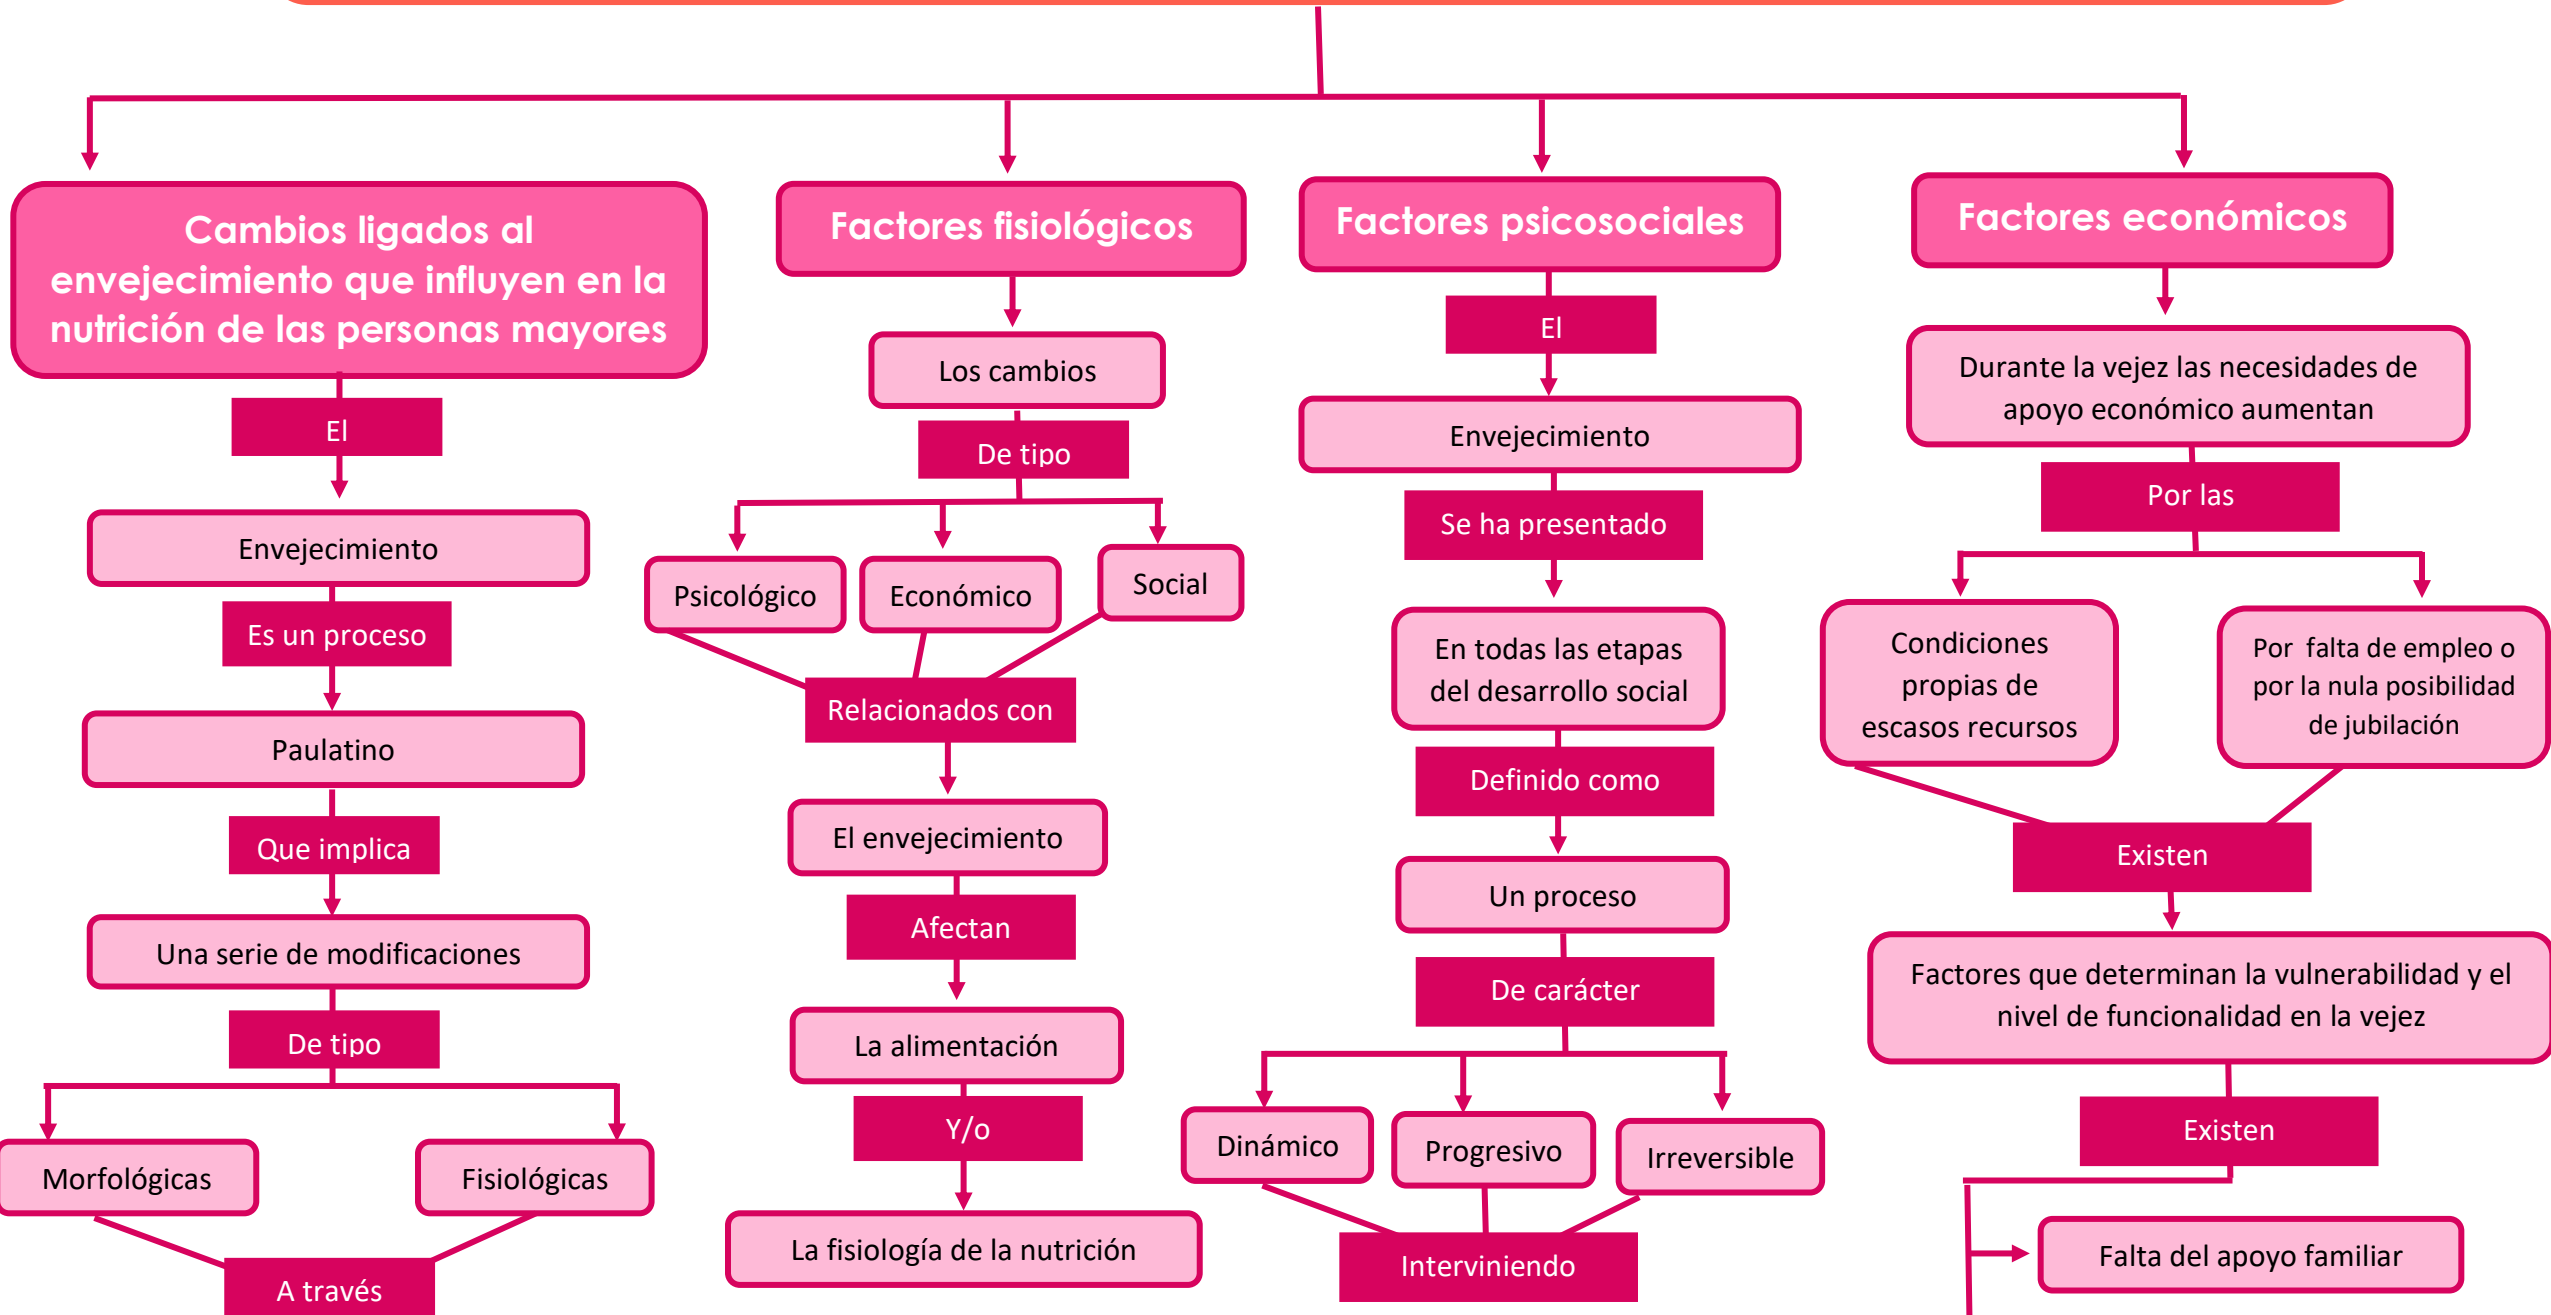 Cambios ligados al
envejecimiento que influyen en la
nutrición de las personas mayores
El
Envejecimiento
Es un proceso
Paulatino
Que implica
Una serie de modificaciones
De tipo
Morfológicas
Fisiológicas
A través
Factores fisiológicos
Los cambios
De tipo
Psicológico
Económico
Social
Relacionados con
El envejecimiento
Afectan
La alimentación
Y/o
La fisiología de la nutrición
Factores psicosociales
El
Envejecimiento
Se ha presentado
En todas las etapas
del desarrollo social
Definido como
Un proceso
De carácter
Dinámico
Progresivo
Irreversible
Interviniendo
Factores económicos
Durante la vejez las necesidades de
apoyo económico aumentan
Por las
Condiciones
propias de
escasos recursos
Por falta de empleo o
por la nula posibilidad
de jubilación
Existen
Factores que determinan la vulnerabilidad y el
nivel de funcionalidad en la vejez
Existen
Falta del apoyo familiar